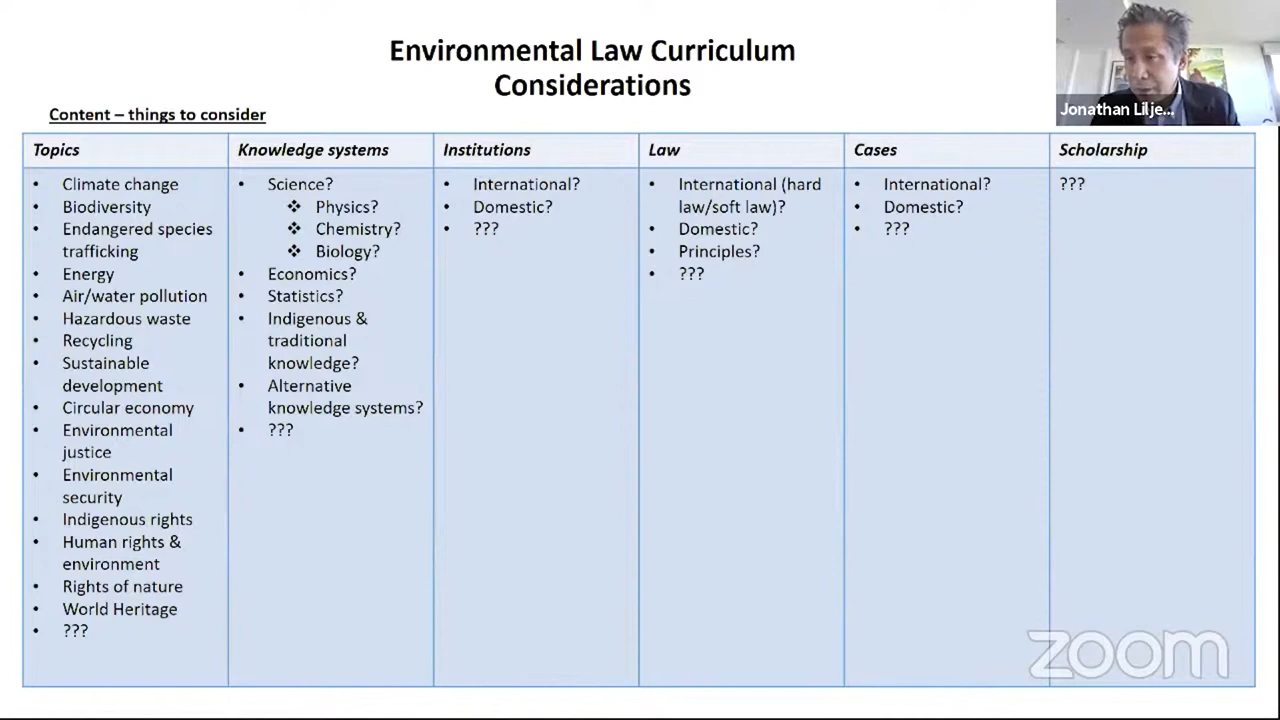 Environmental Law Curriculum
Considerations
Jonathan Lilje...
Content – things to consider
Topics
• Climate change
• Biodiversity
• Endangered species
trafficking
• Energy
• Air/water pollution
• Hazardous waste
• Recycling
• Sustainable
development
• Circular economy
• Environmental
justice
• Environmental
security
• Indigenous rights
• Human rights &
environment
• Rights of nature
• World Heritage
• ???
Knowledge systems
• Science?
❖ Physics?
❖ Chemistry?
❖ Biology?
• Economics?
• Statistics?
• Indigenous &
traditional
knowledge?
• Alternative
knowledge systems?
• ???
Institutions
• International?
• Domestic?
• ???
Law
• International (hard
law/soft law)?
• Domestic?
• Principles?
• ???
Cases
• International?
• Domestic?
• ???
Scholarship
???
zoom